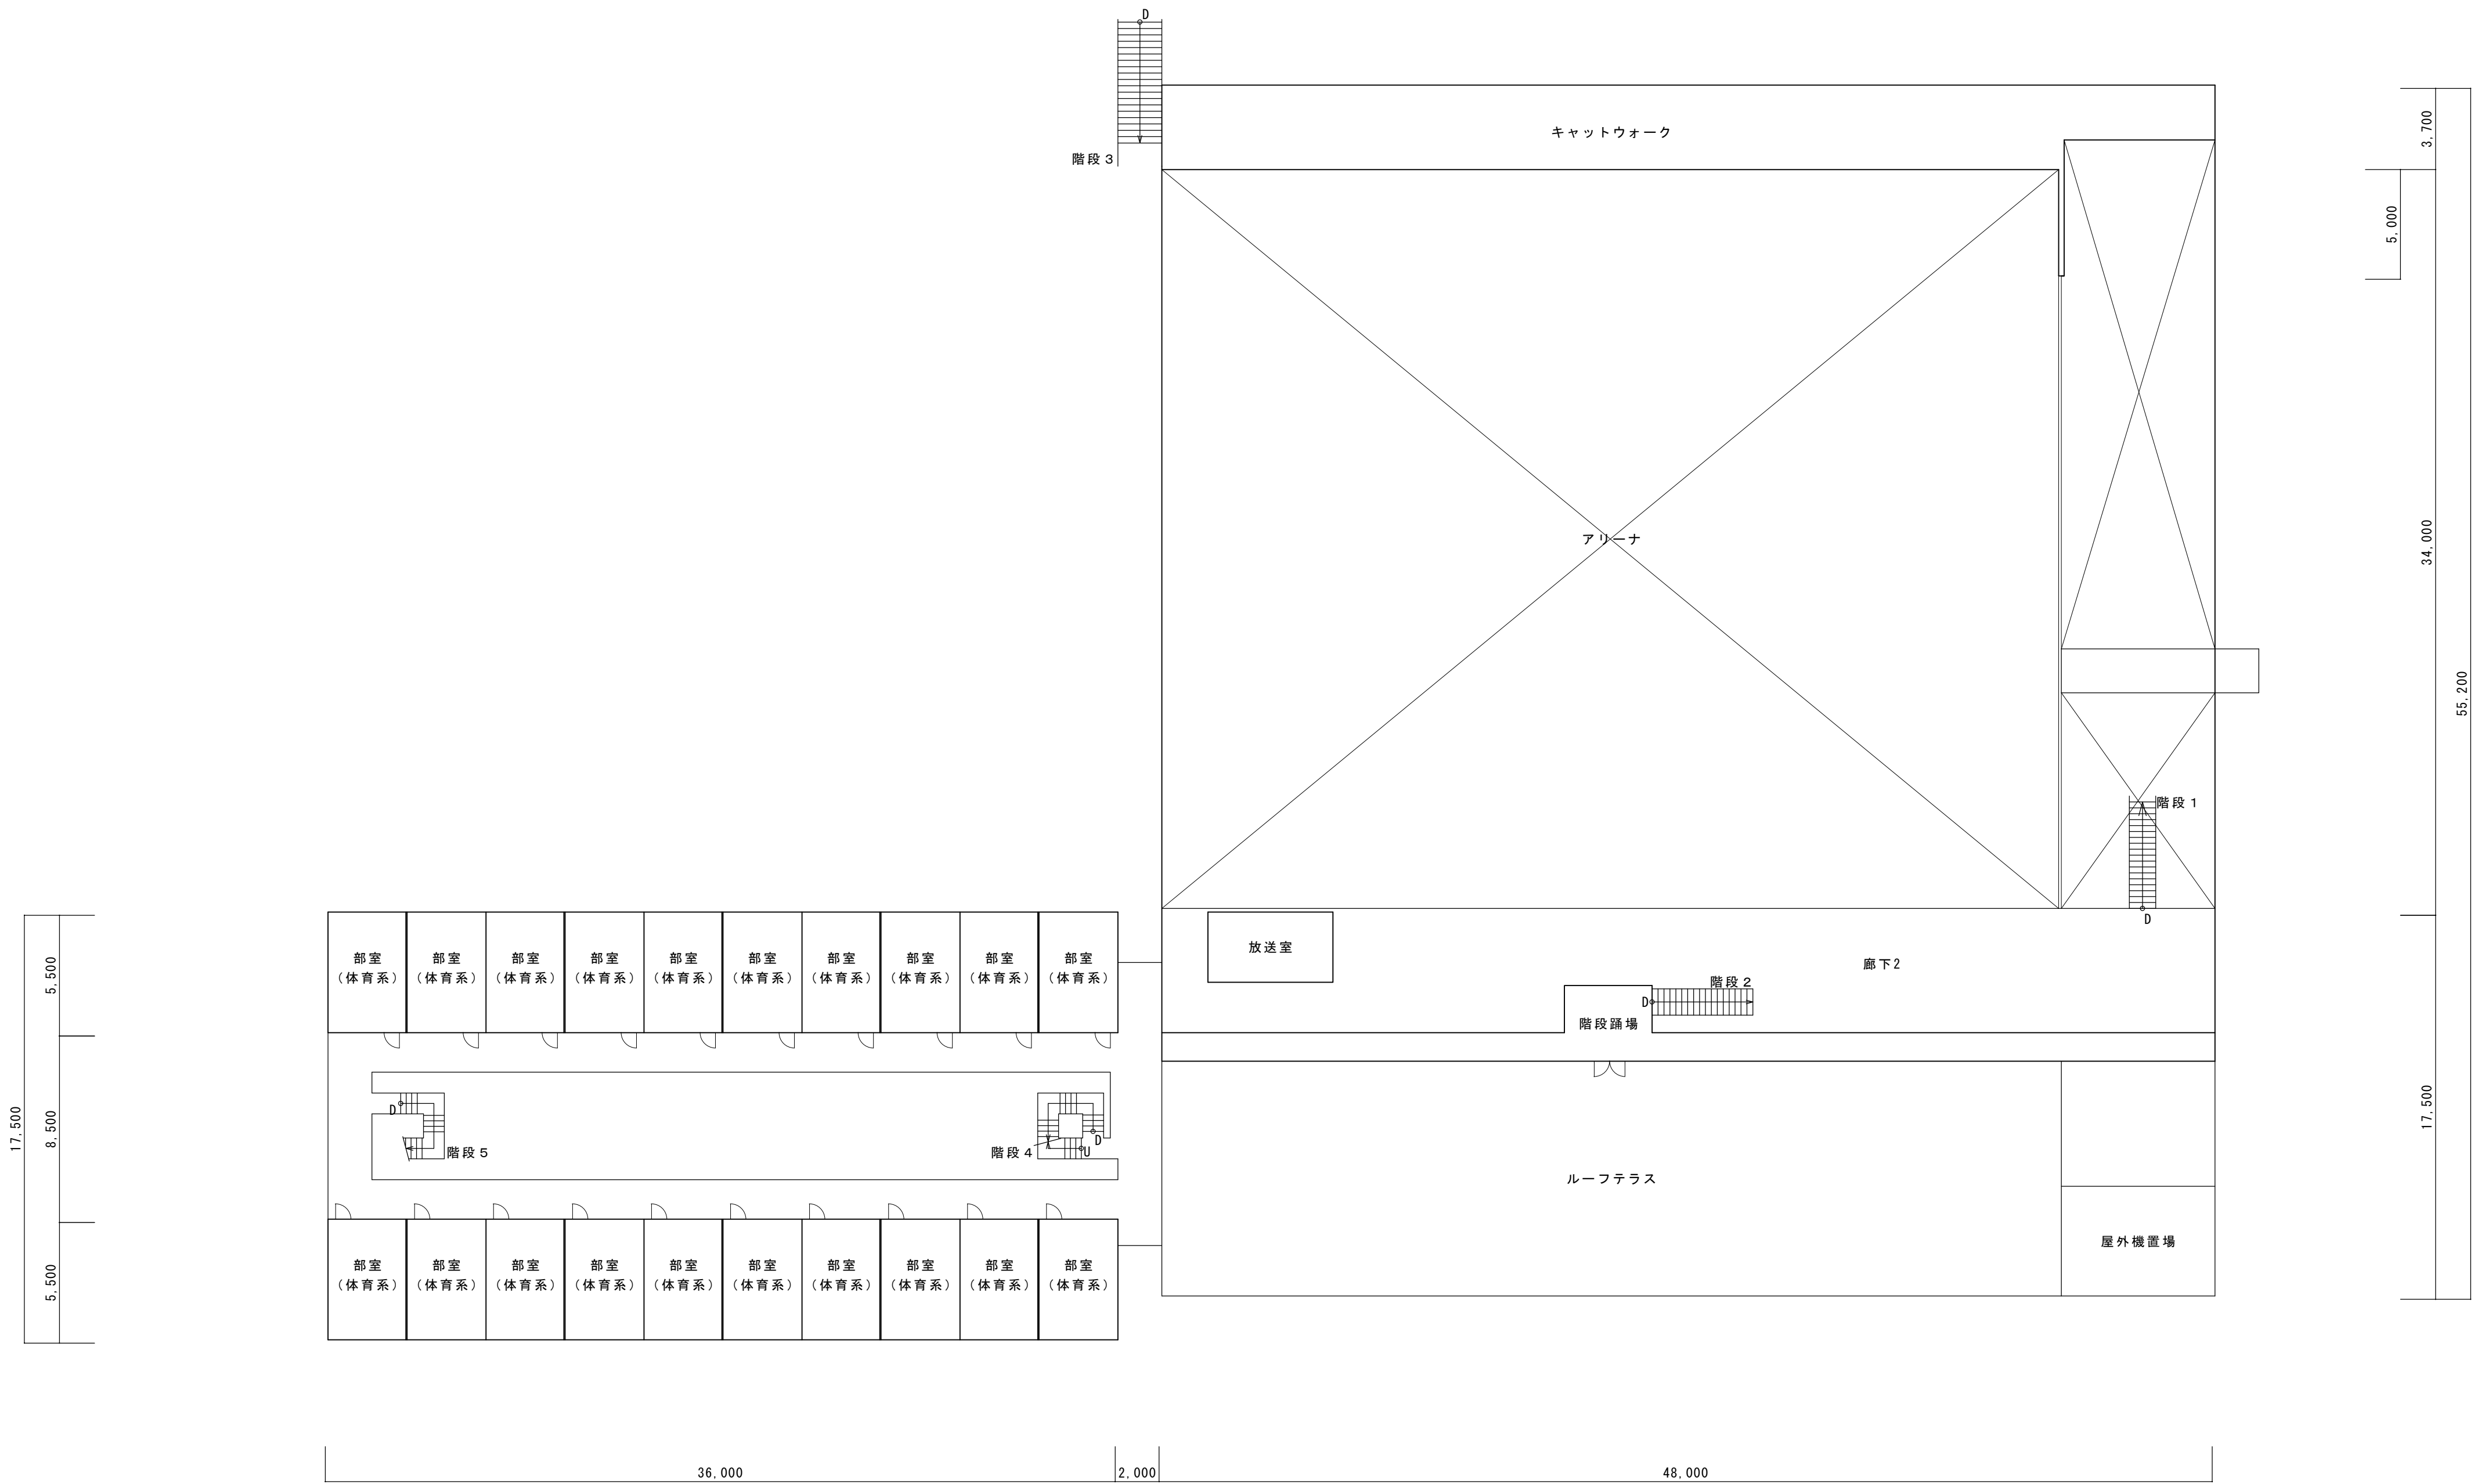 D
キャットウォーク
3,700
階段3
5,000
34,000
アリーナ
55,200
階段1
D
放送室
廊下2
部室 部室 部室 部室 部室 部室 部室 部室 部室 部室
(体育系) (体育系) (体育系) (体育系) (体育系) (体育系) (体育系) (体育系) (体育系) (体育系)
5,500
階段2
D
階段踊場
17,500
8,500
D
階段5
階段4
D
U
17,500
ルーフテラス
屋外機置場
部室 部室 部室 部室 部室 部室 部室 部室 部室 部室
(体育系) (体育系) (体育系) (体育系) (体育系) (体育系) (体育系) (体育系) (体育系) (体育系)
5,500
36,000
2,000
48,000